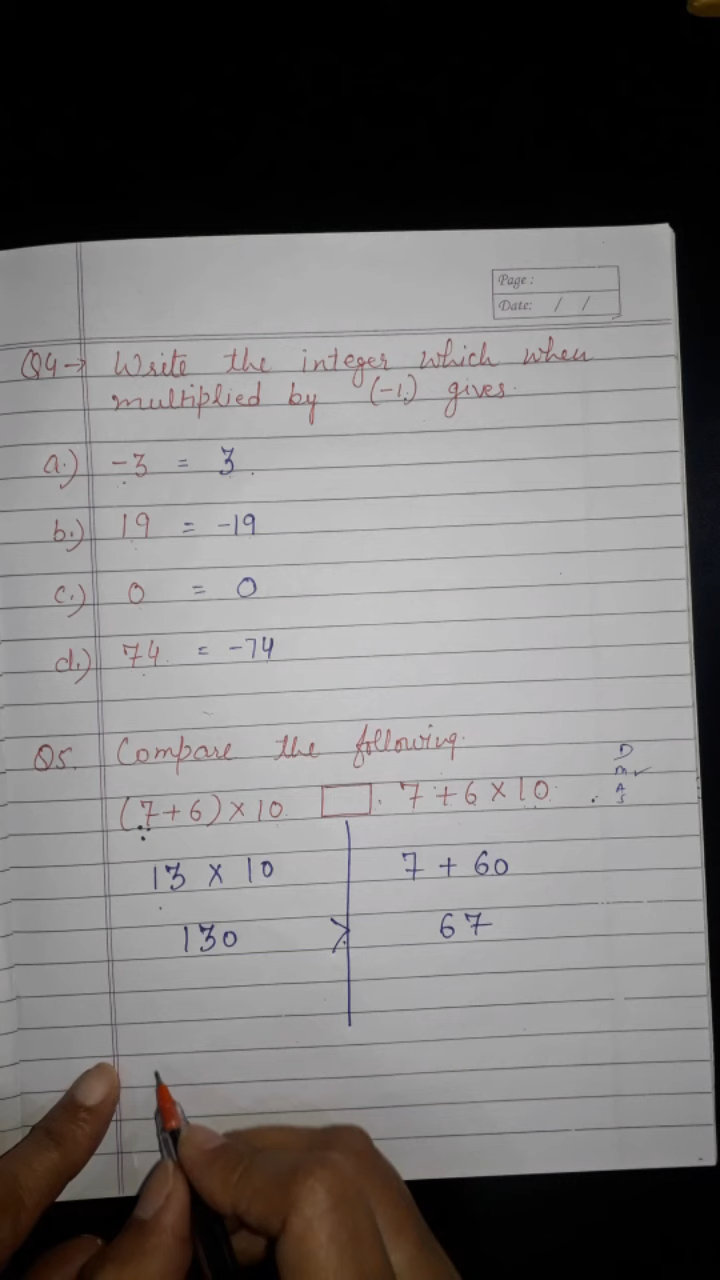 Page :
Date: / /
Q4→ Write the integer which when
multiplied by (-1) gives.
a.) -3 = 3.
b.) 19 = -19
c.) 0 = 0
d.) 74 = -74
Q5. Compare the following.
D
M✓
A
S
(7+6)×10 □. 7+6×10.
13 × 10 7 + 60
130 > 67